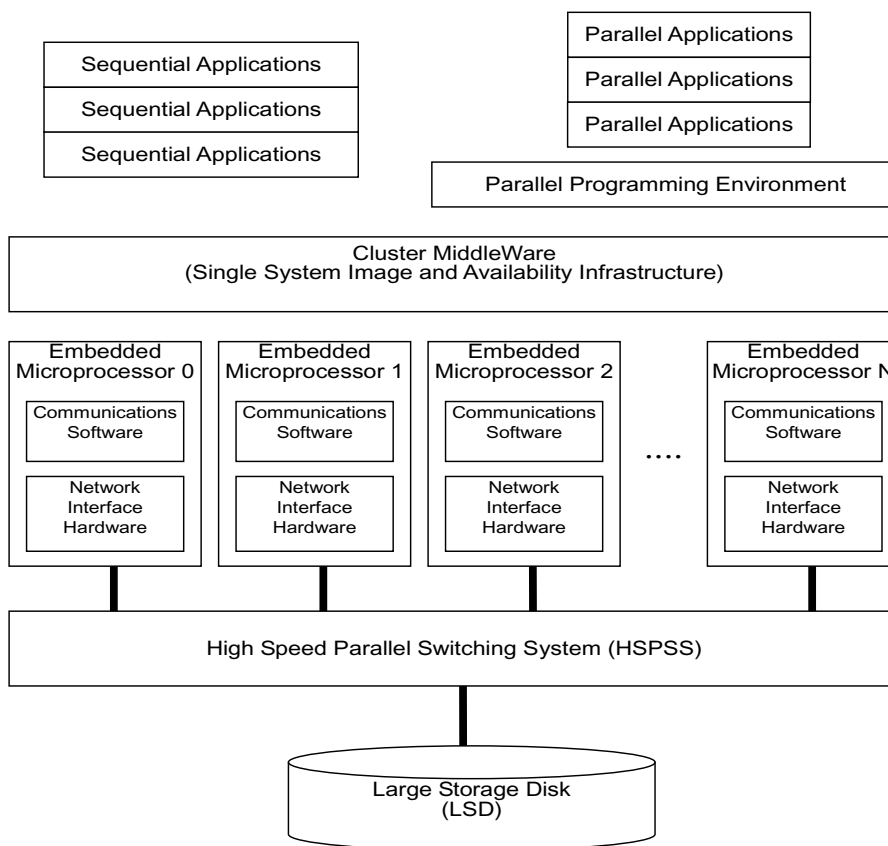 Sequential Applications
Sequential Applications
Sequential Applications
Parallel Applications
Parallel Applications
Parallel Applications
Parallel Programming Environment
Cluster MiddleWare
(Single System Image and Availability Infrastructure)
Embedded
Microprocessor 0
Communications
Software
Network
Interface
Hardware
Embedded
Microprocessor 1
Communications
Software
Network
Interface
Hardware
Embedded
Microprocessor 2
Communications
Software
Network
Interface
Hardware
....
Embedded
Microprocessor N
Communications
Software
Network
Interface
Hardware
High Speed Parallel Switching System (HSPSS)
Large Storage Disk
(LSD)